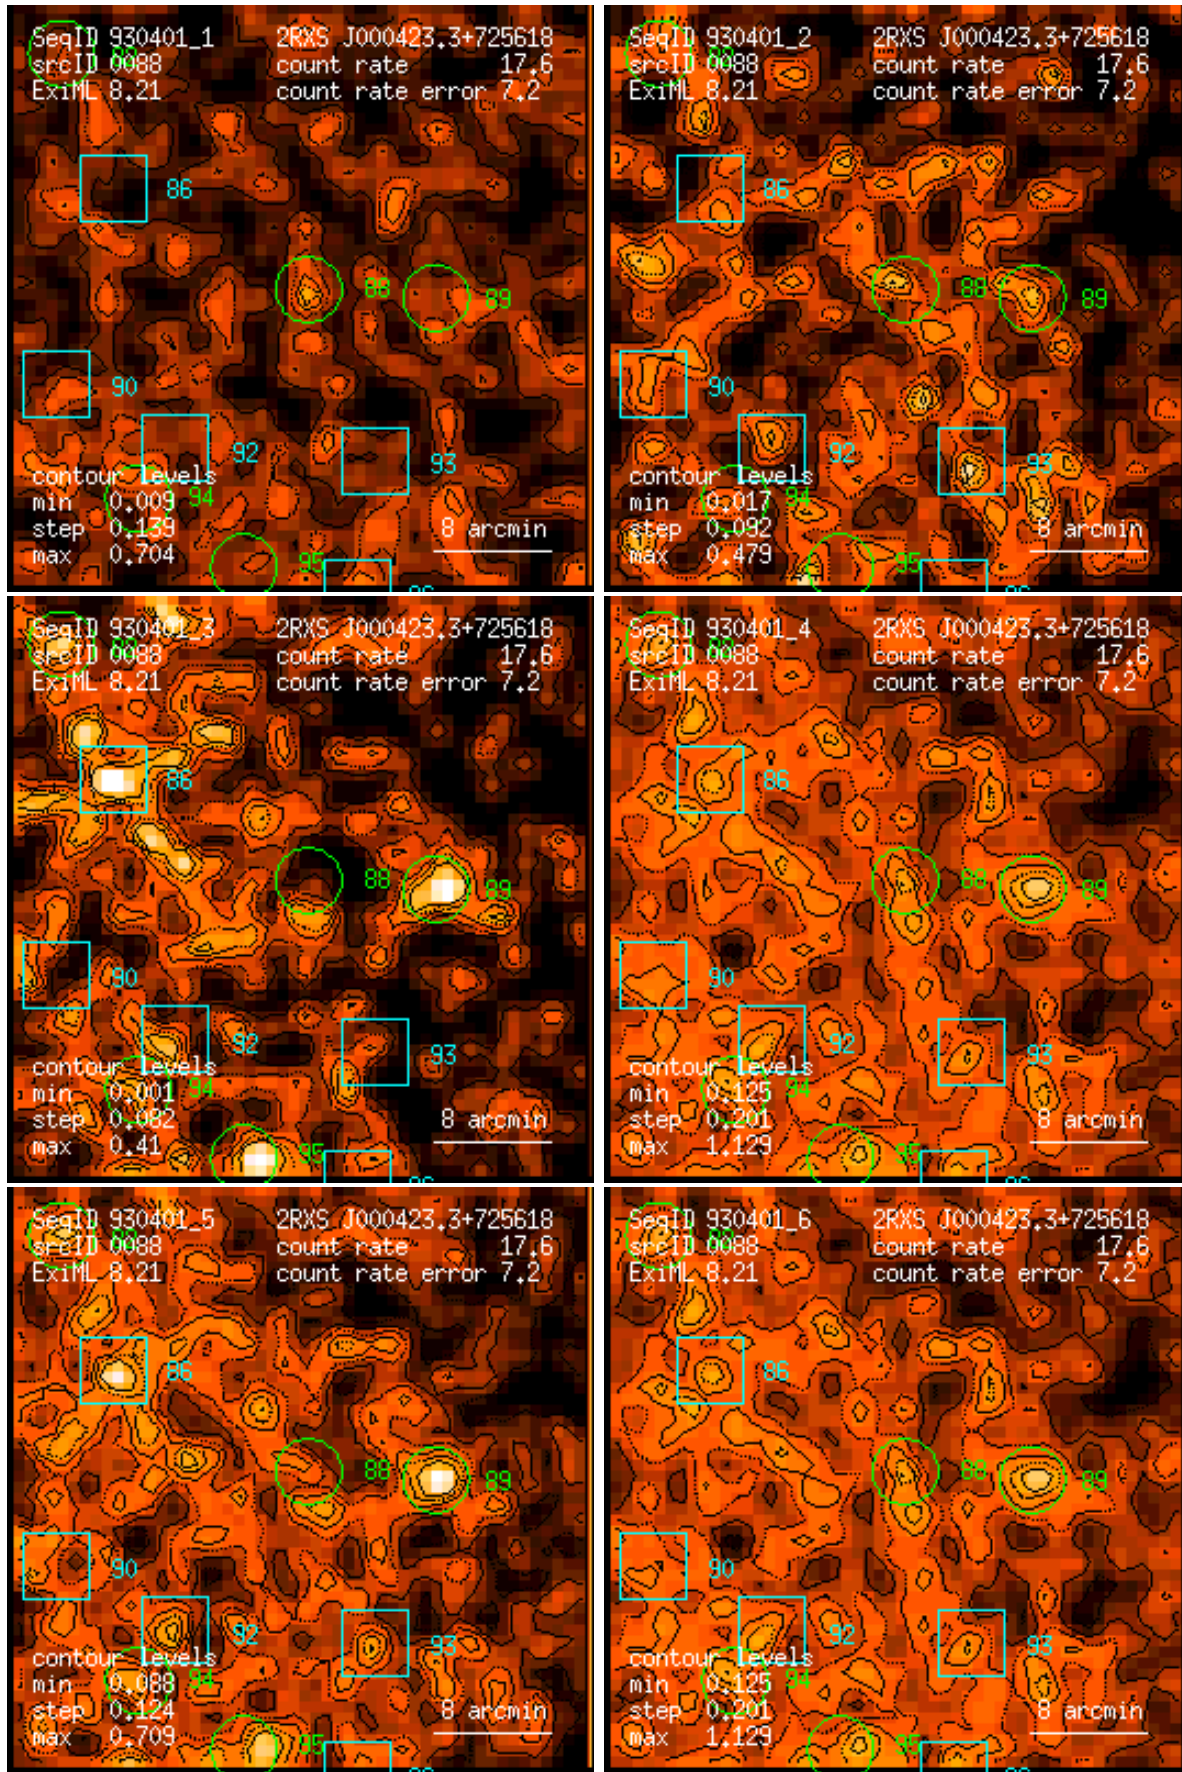 SeqID 930401_1 2RXS J000423.3+725618
srcID 0088 count rate 17.6
ExiML 8.21 count rate error 7.2
86
88 89
90
92 93
contour levels
min 0.009 94
step 0.139 8 arcmin
max 0.704 95
SeqID 930401_2 2RXS J000423.3+725618
srcID 0088 count rate 17.6
ExiML 8.21 count rate error 7.2
86
88 89
90
92 93
contour levels
min 0.017 94
step 0.092 8 arcmin
max 0.479 95
SeqID 930401_3 2RXS J000423.3+725618
srcID 0088 count rate 17.6
ExiML 8.21 count rate error 7.2
86
88 89
90
92 93
contour levels
min 0.001 94
step 0.082 8 arcmin
max 0.41 95
SeqID 930401_4 2RXS J000423.3+725618
srcID 0088 count rate 17.6
ExiML 8.21 count rate error 7.2
86
88 89
90
92 93
contour levels
min 0.125 94
step 0.201 8 arcmin
max 1.129 95
SeqID 930401_5 2RXS J000423.3+725618
srcID 0088 count rate 17.6
ExiML 8.21 count rate error 7.2
86
88 89
90
92 93
contour levels
min 0.088 94
step 0.124 8 arcmin
max 0.709 95
SeqID 930401_6 2RXS J000423.3+725618
srcID 0088 count rate 17.6
ExiML 8.21 count rate error 7.2
86
88 89
90
92 93
contour levels
min 0.125 94
step 0.201 8 arcmin
max 1.129 95